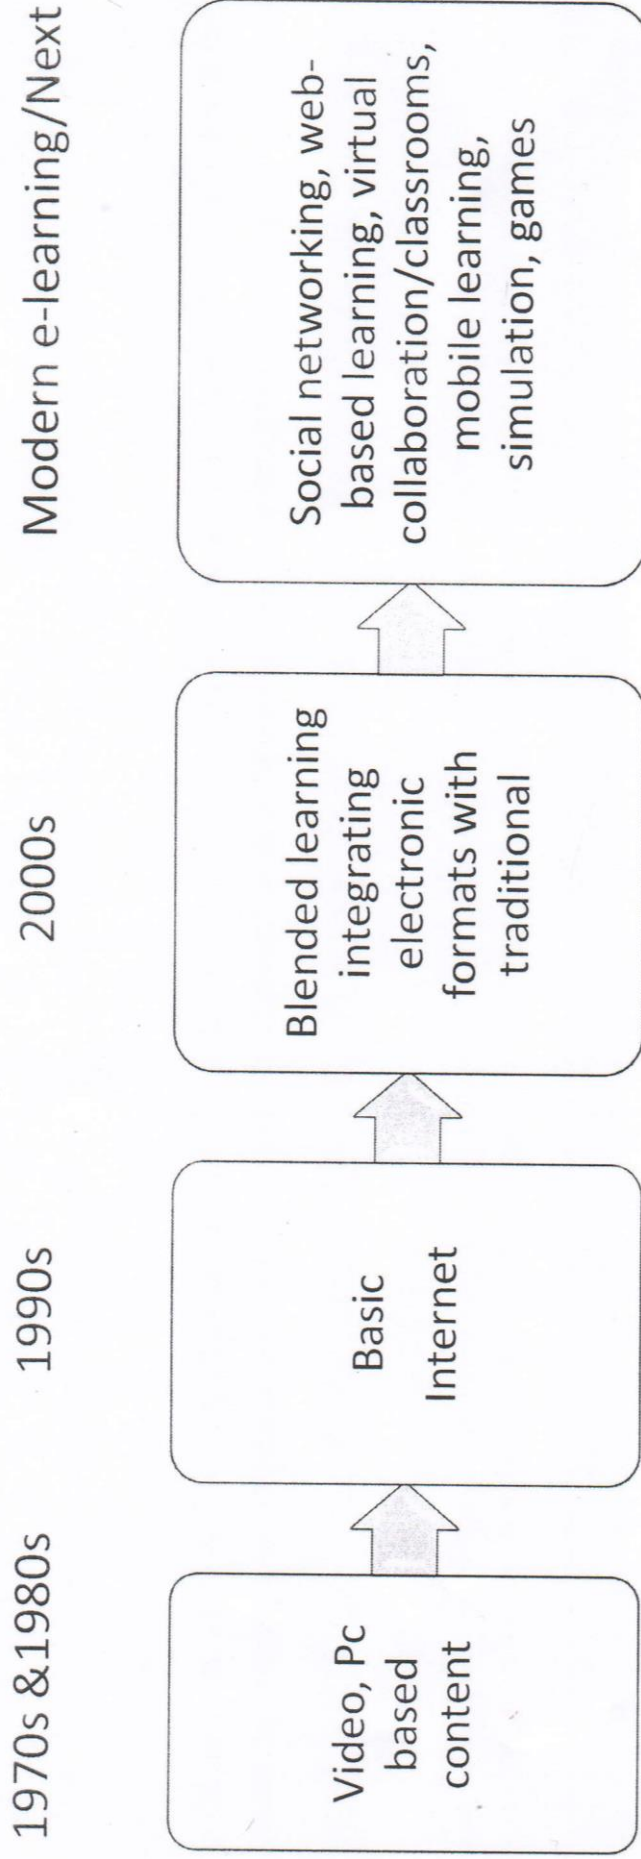 1970s &1980s
1990s
2000s
Modern e-learning/Next
Video, Pc
based
content
Basic
Internet
Blended learning
integrating
electronic
formats with
traditional
Social networking, web-
based learning, virtual
collaboration/classrooms,
mobile learning,
simulation, games